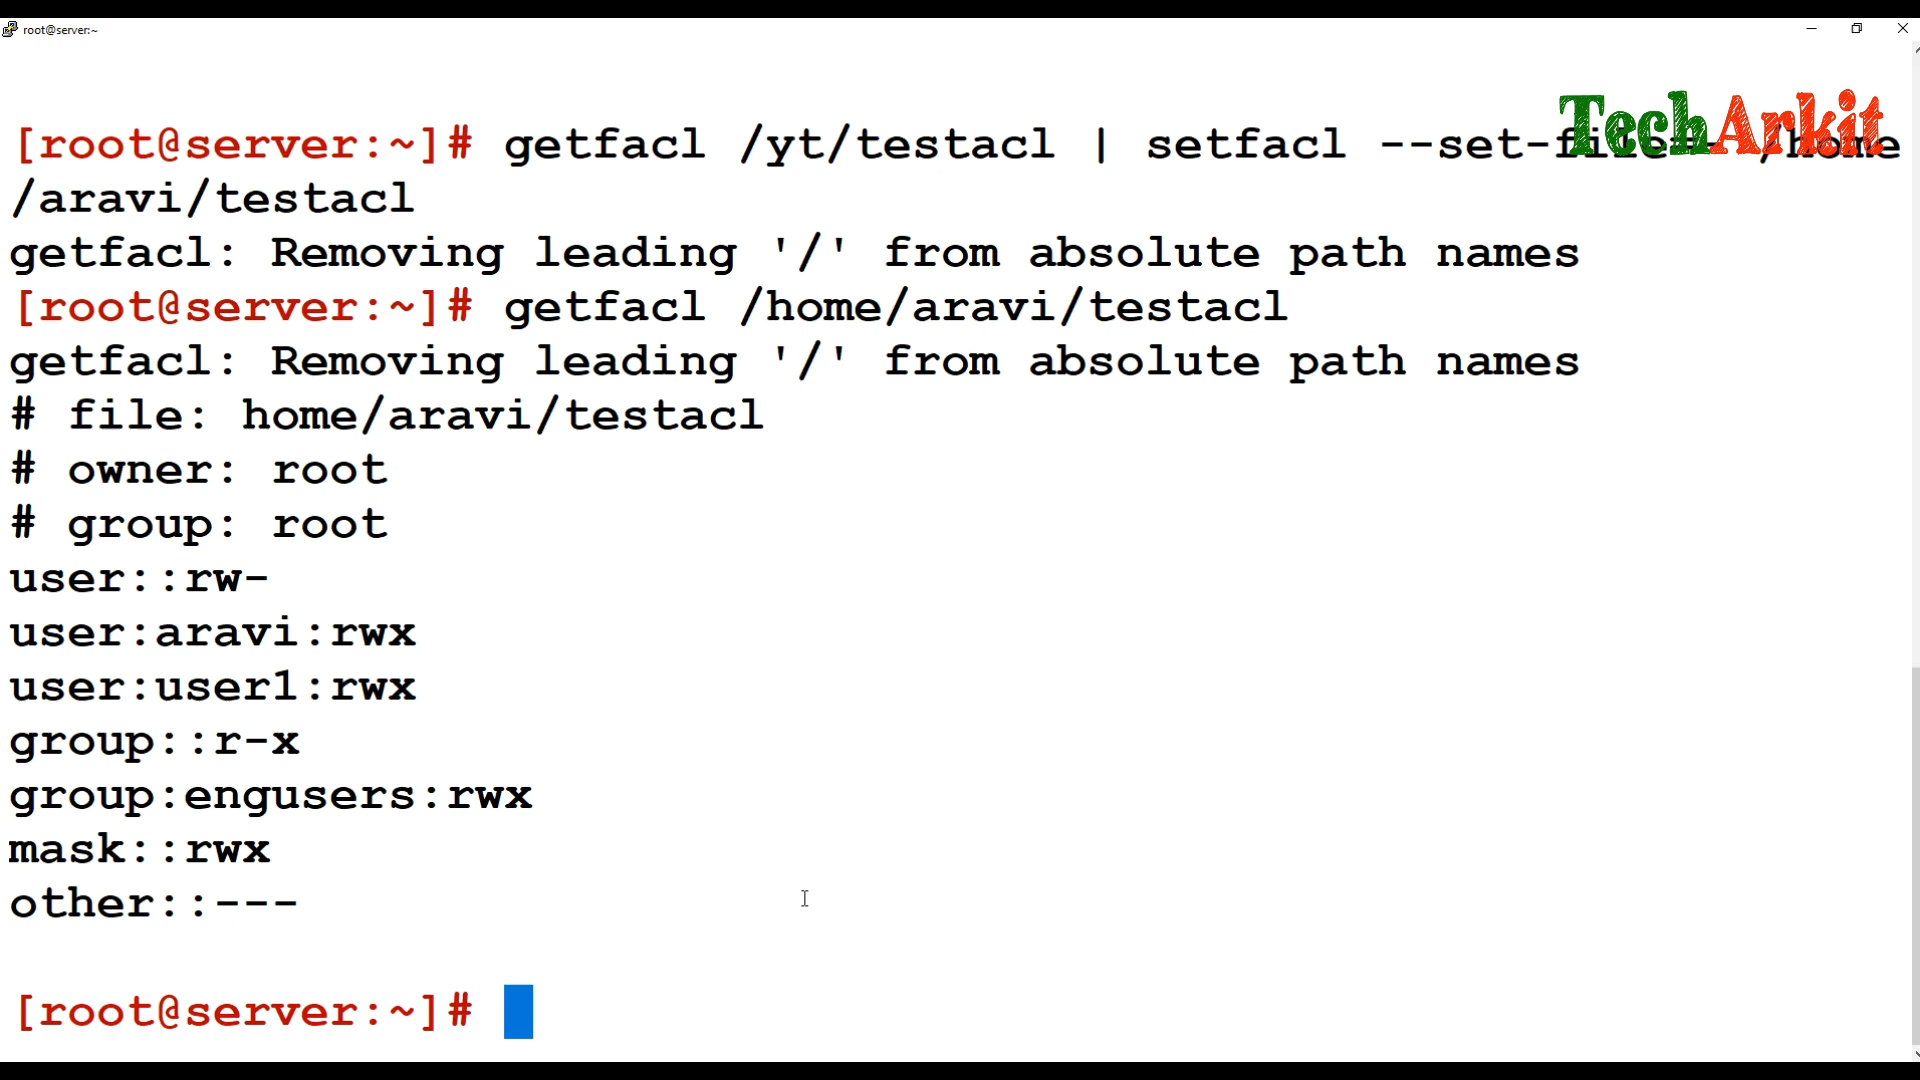 root@server:~
TechArkit
[root@server:~]# getfacl /yt/testacl | setfacl --set-file=- /home
/aravi/testacl
getfacl: Removing leading '/' from absolute path names
[root@server:~]# getfacl /home/aravi/testacl
getfacl: Removing leading '/' from absolute path names
# file: home/aravi/testacl
# owner: root
# group: root
user::rw-
user:aravi:rwx
user:user1:rwx
group::r-x
group:engusers:rwx
mask::rwx
other::---
[root@server:~]#